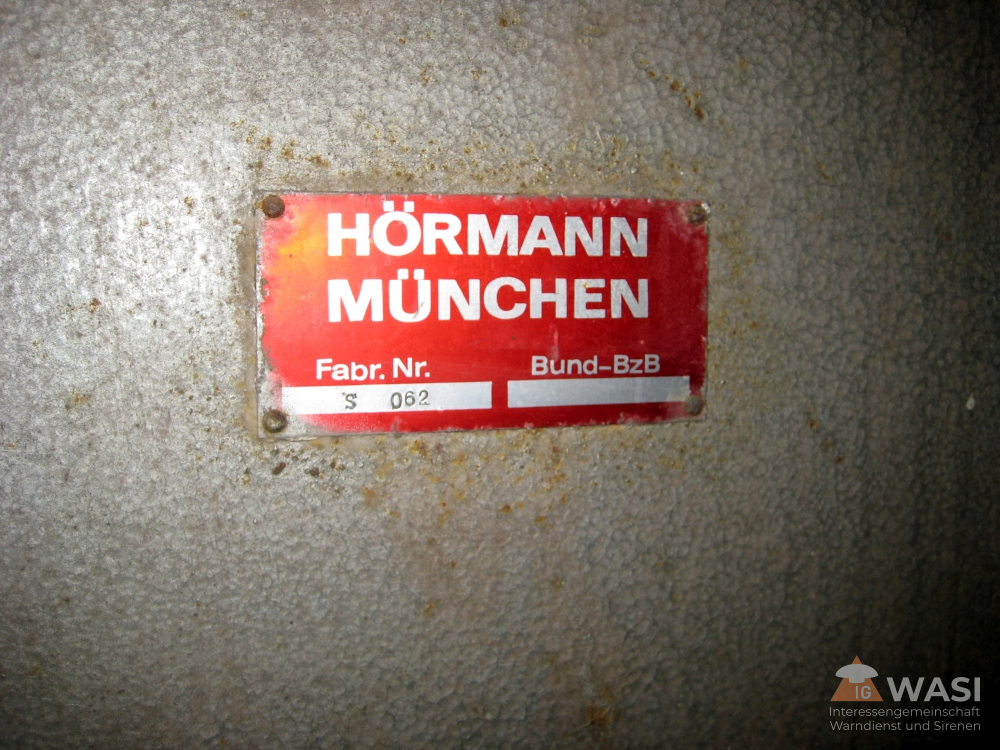 HÖRMANN
MÜNCHEN
Fabr. Nr. Bund-BzB
S 062
IG WASI
Interessengemeinschaft
Warndienst und Sirenen